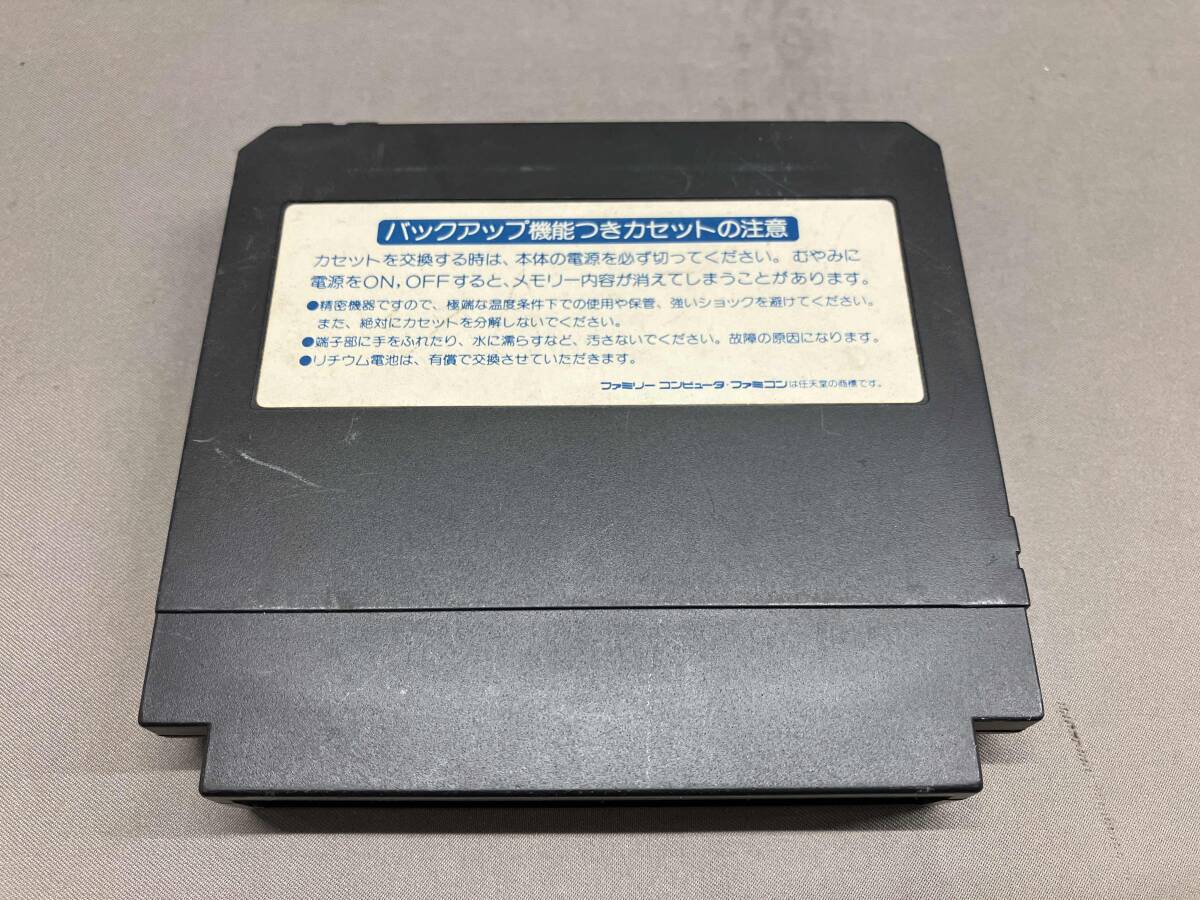 バックアップ機能つきカセットの注意
カセットを交換する時は、本体の電源を必ず切ってください。むやみに
電源をON,OFFすると、メモリー内容が消えてしまうことがあります。
●精密機器ですので、極端な温度条件下での使用や保管、強いショックを避けてください。
また、絶対にカセットを分解しないでください。
●端子部に手をふれたり、水に濡らすなど、汚さないでください。故障の原因になります。
●リチウム電池は、有償で交換させていただきます。
ファミリーコンピュータ・ファミコンは任天堂の商標です。